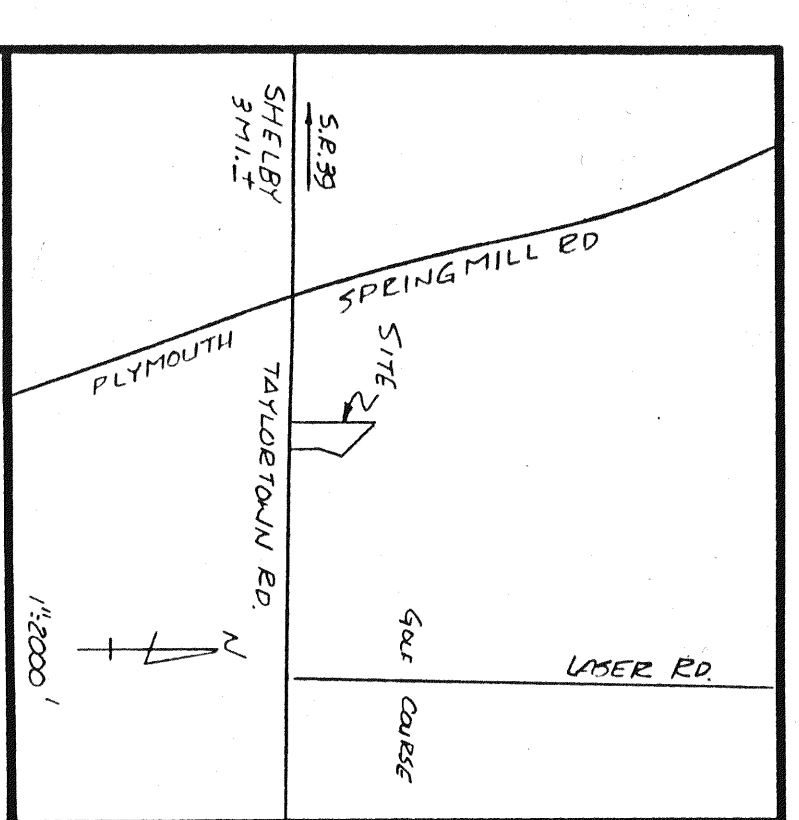 S.R. 39
SHELBY
3 MI. ±
SPRINGMILL RD
PLYMOUTH
SITE
TAYLORTOWN RD.
GOLF COURSE
LASER RD.
N
1"=2000'